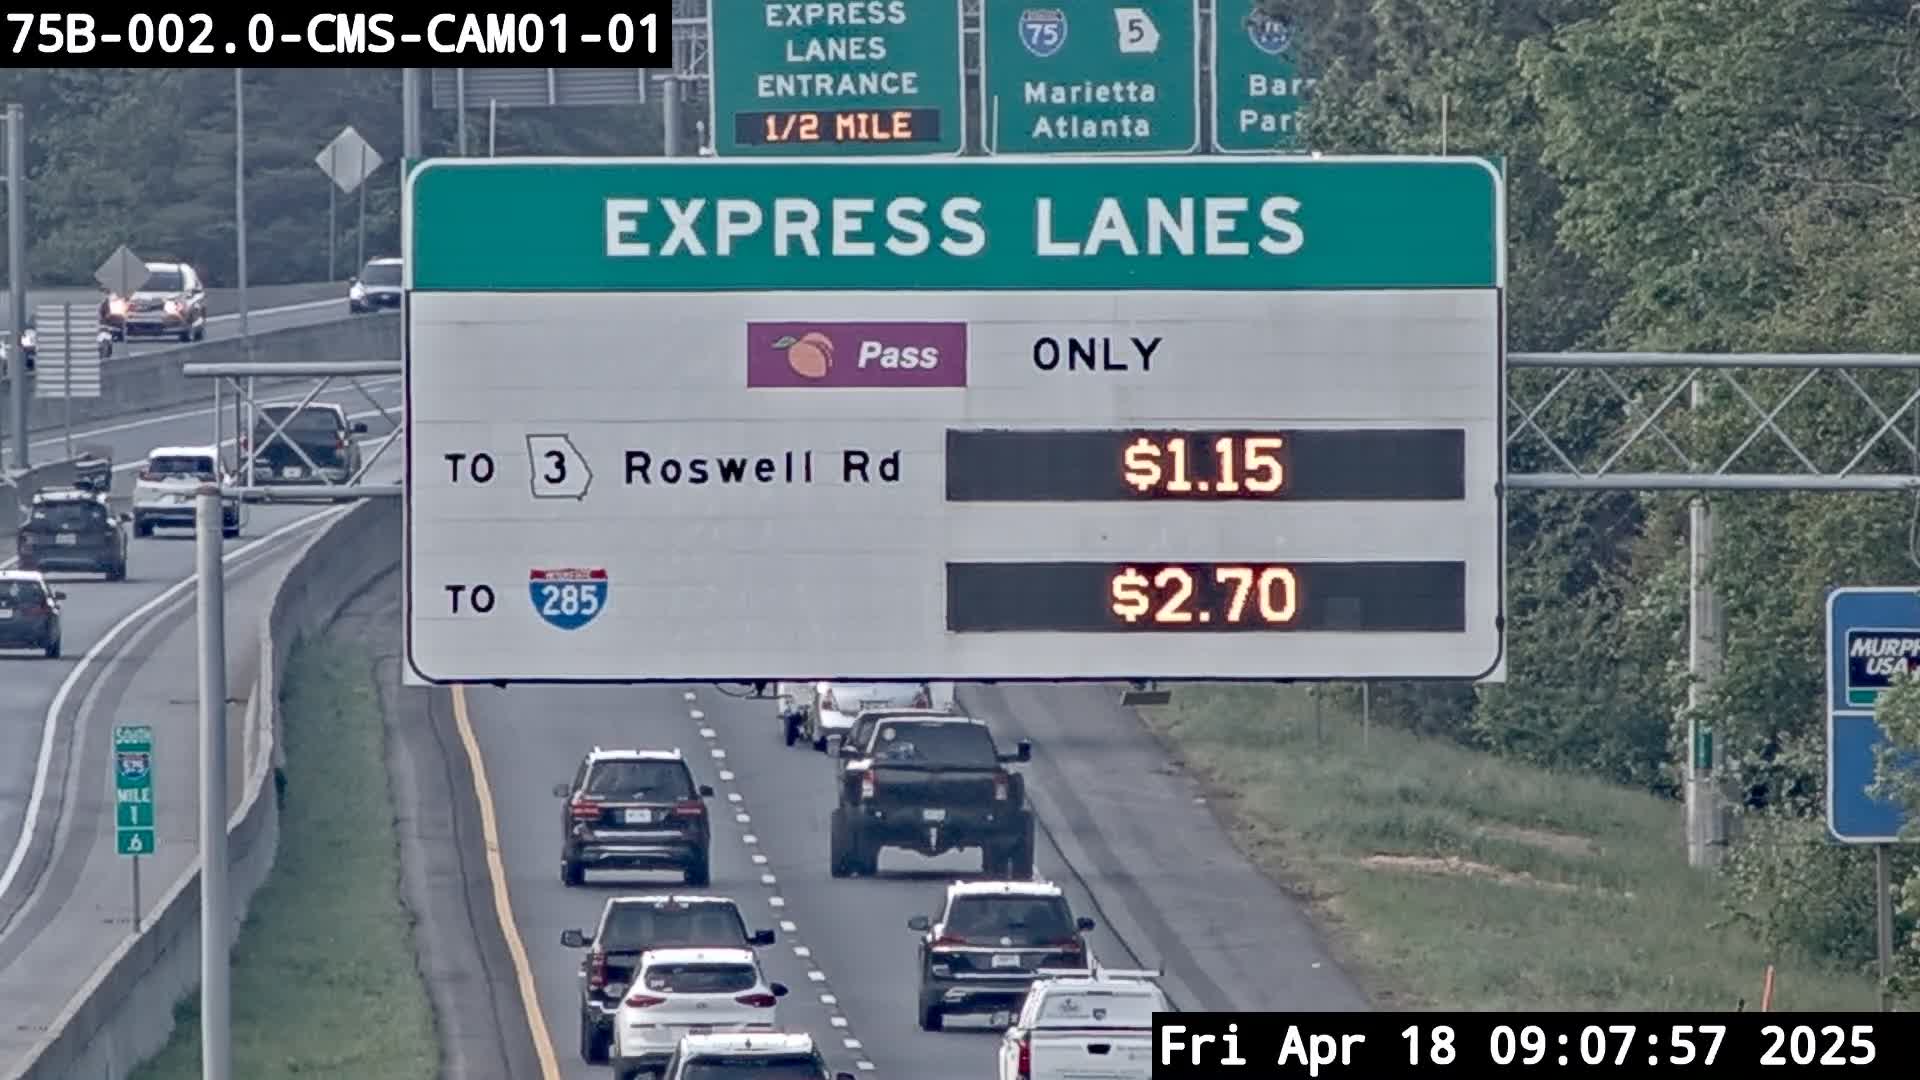 75B-002.0-CMS-CAM01-01
EXPRESS
LANES
ENTRANCE
1/2 MILE
75 5
Marietta
Atlanta
EXPRESS LANES
Pass ONLY
TO 3 Roswell Rd $1.15
TO INTERSTATE 285 $2.70
SOUTH
575
MILE
1
.6
USA
Fri Apr 18 09:07:57 2025